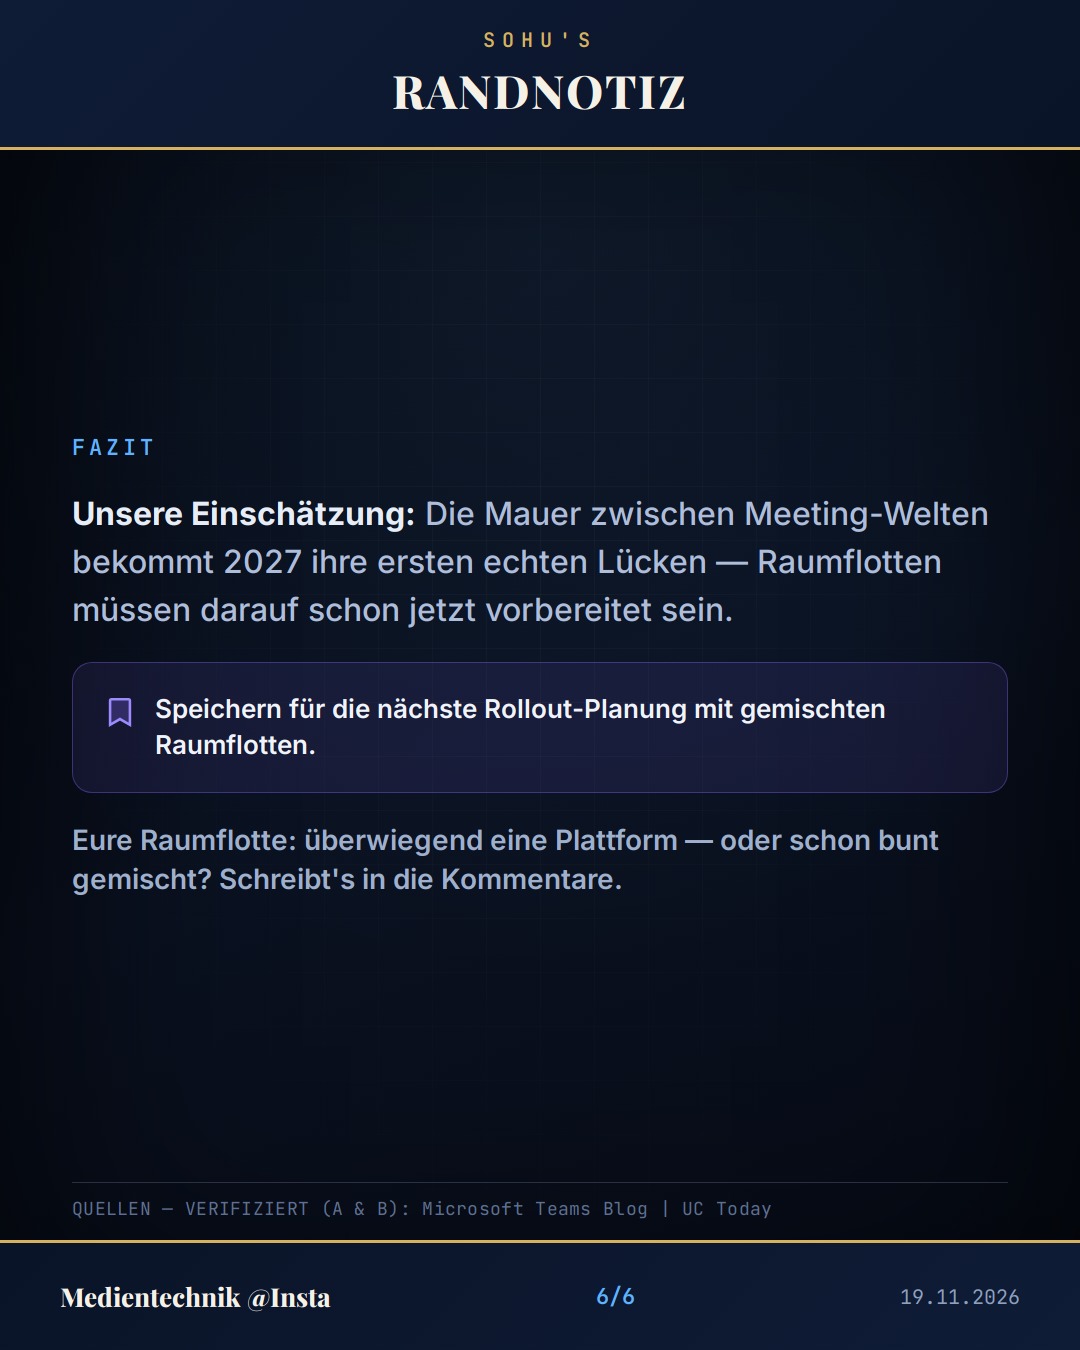 SOHU'S
RANDNOTIZ
FAZIT
Unsere Einschätzung: Die Mauer zwischen Meeting-Welten
bekommt 2027 ihre ersten echten Lücken — Raumflotten
müssen darauf schon jetzt vorbereitet sein.
Speichern für die nächste Rollout-Planung mit gemischten
Raumflotten.
Eure Raumflotte: überwiegend eine Plattform — oder schon bunt
gemischt? Schreibt's in die Kommentare.
QUELLEN — VERIFIZIERT (A & B): Microsoft Teams Blog | UC Today
Medientechnik @Insta
6/6
19.11.2026